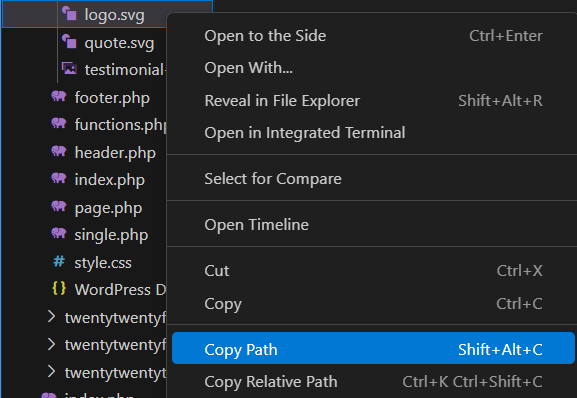 logo.svg
quote.svg
testimonial-
footer.php
functions.php
header.php
index.php
page.php
single.php
style.css
WordPress D
twentytwentyf
twentytwentyf
twentytwentyt
index.php
Open to the Side Ctrl+Enter
Open With...
Reveal in File Explorer Shift+Alt+R
Open in Integrated Terminal
Select for Compare
Open Timeline
Cut Ctrl+X
Copy Ctrl+C
Copy Path Shift+Alt+C
Copy Relative Path Ctrl+K Ctrl+Shift+C